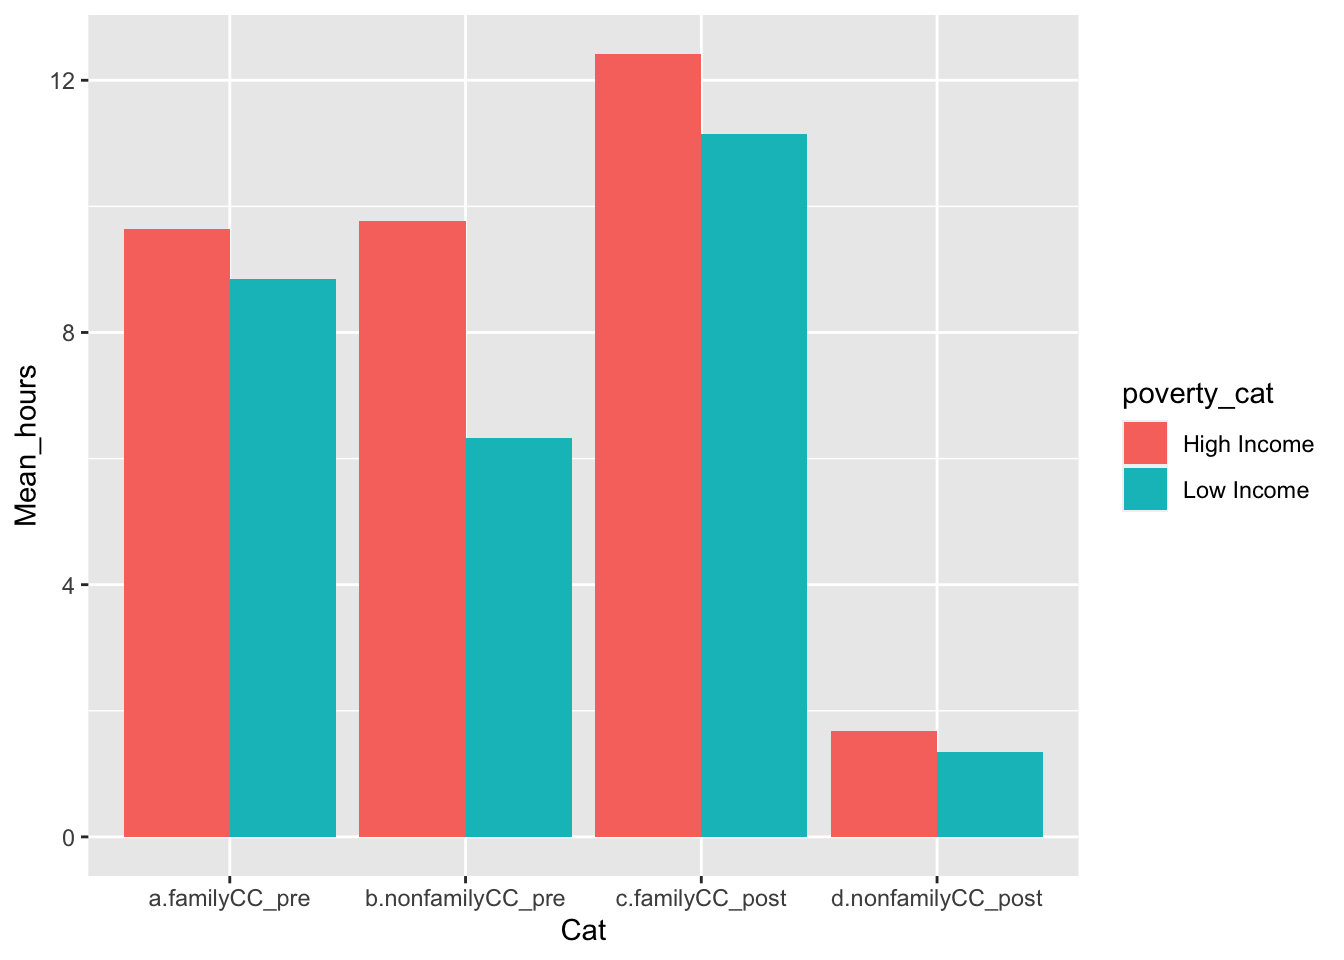 12
8
4
0
Mean_hours
a.familyCC_pre
b.nonfamilyCC_pre
c.familyCC_post
d.nonfamilyCC_post
Cat
poverty_cat
High Income
Low Income